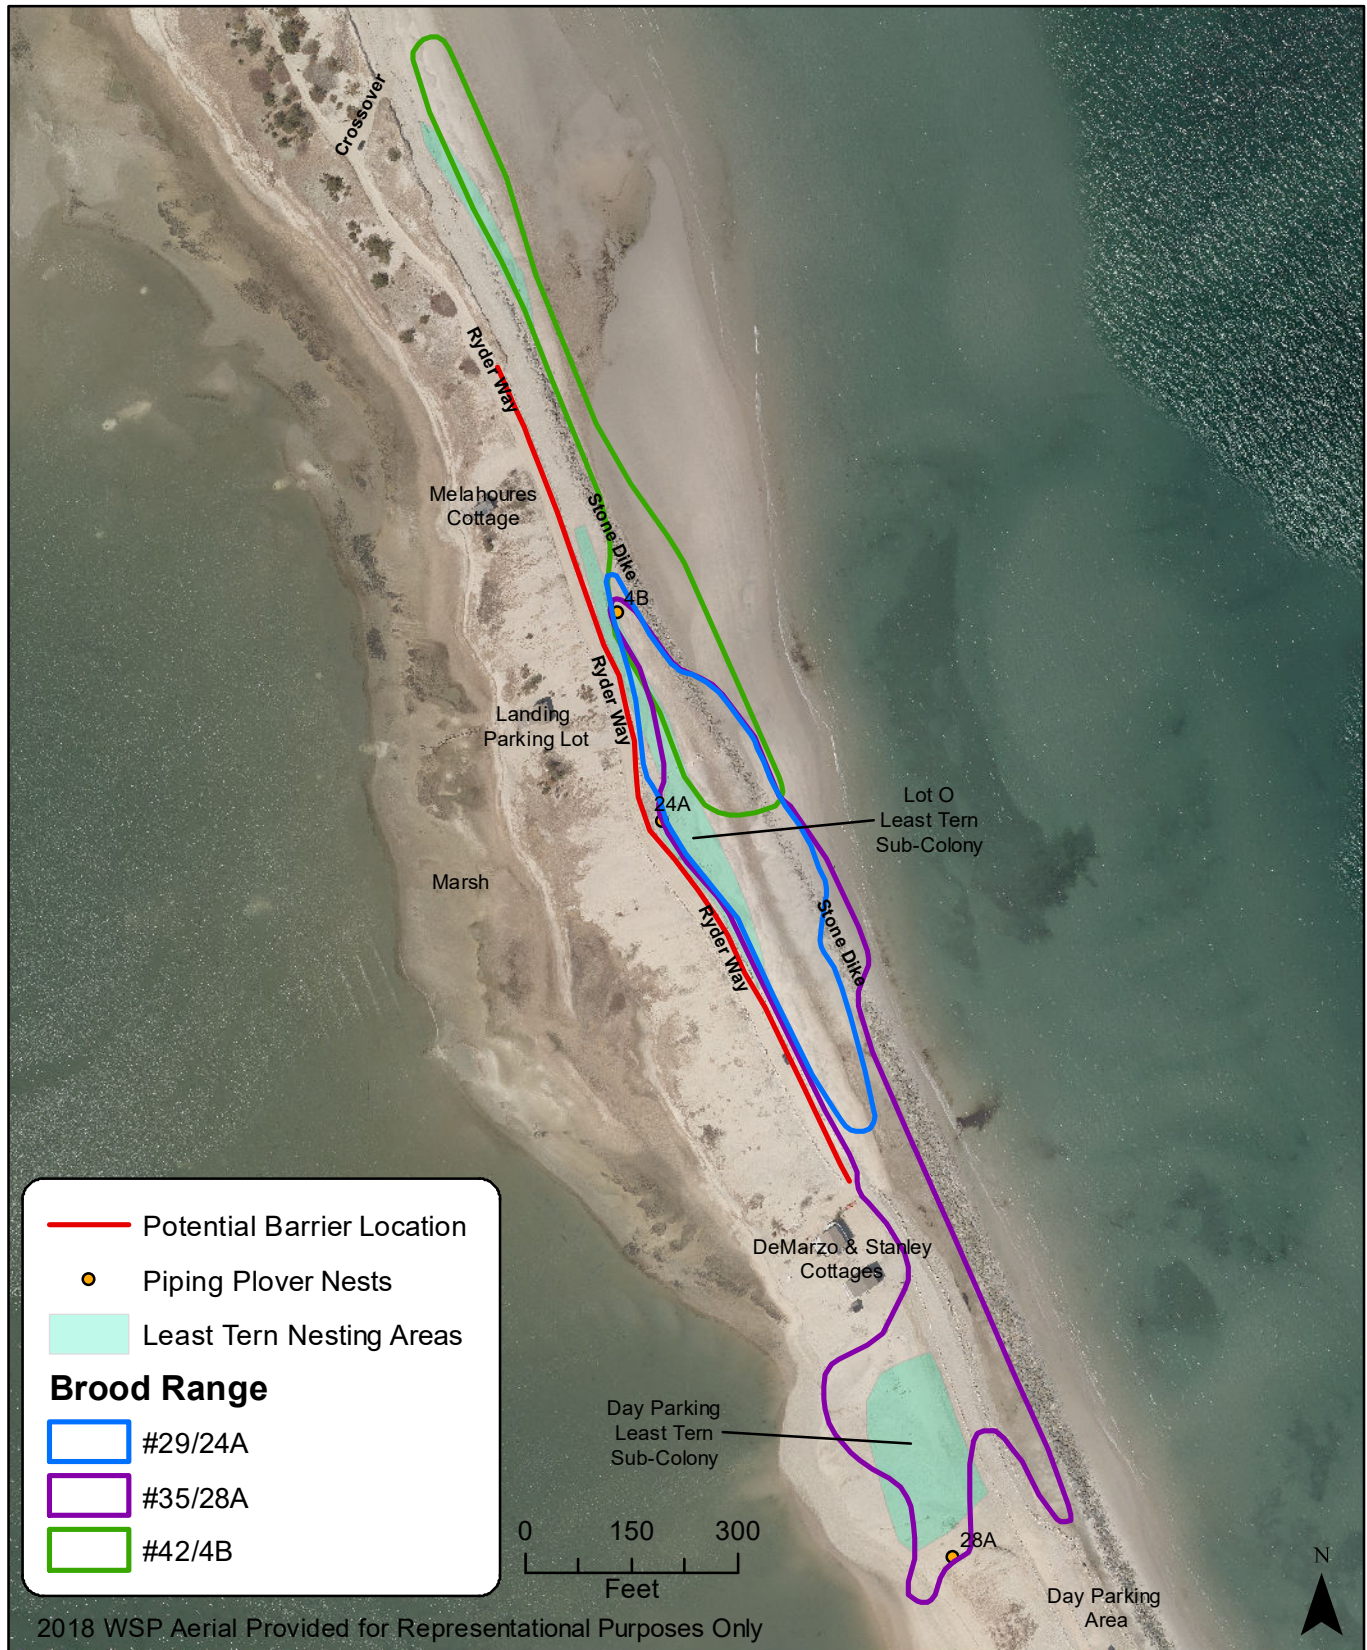 Crossover
Ryder Way
Melahoures
Cottage
Stone Dike
4B
Ryder Way
Landing
Parking Lot
24A
Lot O
Least Tern
Sub-Colony
Marsh
Ryder Way
Stone Dike
DeMarzo & Stanley
Cottages
Day Parking
Least Tern
Sub-Colony
28A
Day Parking
Area
N
Potential Barrier Location
Piping Plover Nests
Least Tern Nesting Areas
Brood Range
#29/24A
#35/28A
#42/4B
0 150 300
Feet
2018 WSP Aerial Provided for Representational Purposes Only